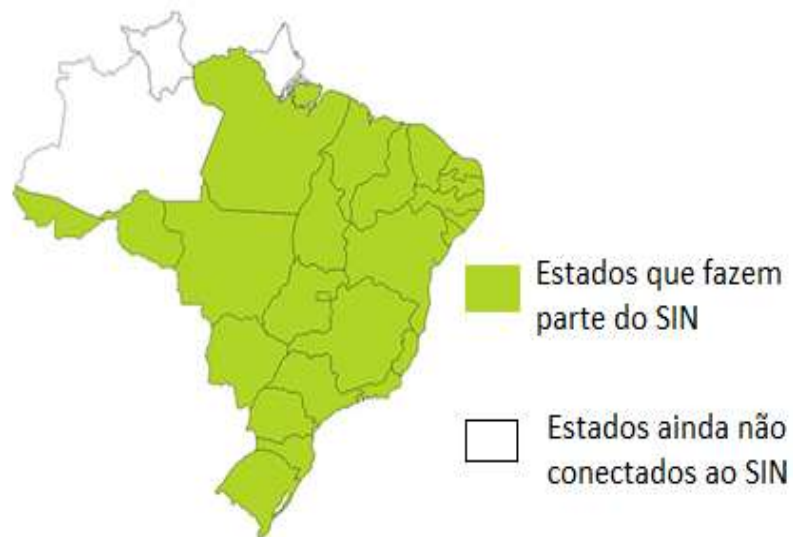 Estados que fazem
parte do SIN
Estados ainda não
conectados ao SIN